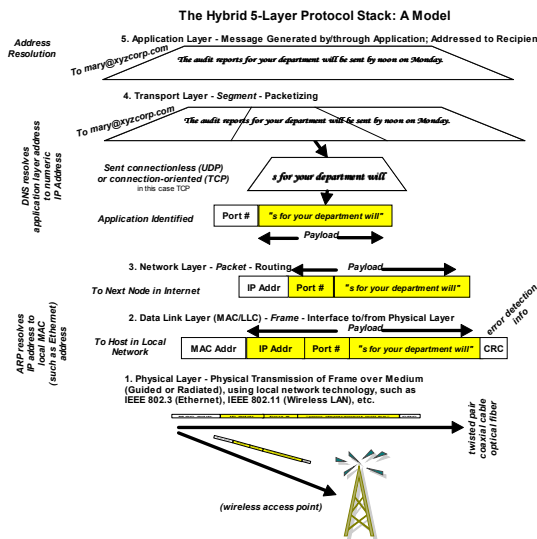 The Hybrid 5-Layer Protocol Stack: A Model
Address
Resolution
5. Application Layer - Message Generated by/through Application; Addressed to Recipien
To mary@xyzcorp.com
The audit reports for your department will be sent by noon on Monday.
4. Transport Layer - Segment - Packetizing
To mary@xyzcorp.com
The audit reports for your department will be sent by noon on Monday.
DNS resolves
application layer address
to numeric
IP Address
Sent connectionless (UDP)
or connection-oriented (TCP)
in this case TCP
s for your department will
Application Identified
Port #
"s for your department will"
Payload
3. Network Layer - Packet - Routing
Payload
To Next Node in Internet
IP Addr
Port #
"s for your department will"
ARP resolves
IP address to
local MAC
(such as Ethernet)
address
2. Data Link Layer (MAC/LLC) - Frame - Interface to/from Physical Layer
Payload
error detection
info
To Host in Local
Network
MAC Addr
IP Addr
Port #
"s for your department will"
CRC
1. Physical Layer - Physical Transmission of Frame over Medium
(Guided or Radiated), using local network technology, such as
IEEE 802.3 (Ethernet), IEEE 802.11 (Wireless LAN), etc.
twisted pair
coaxial cable
optical fiber
(wireless access point)